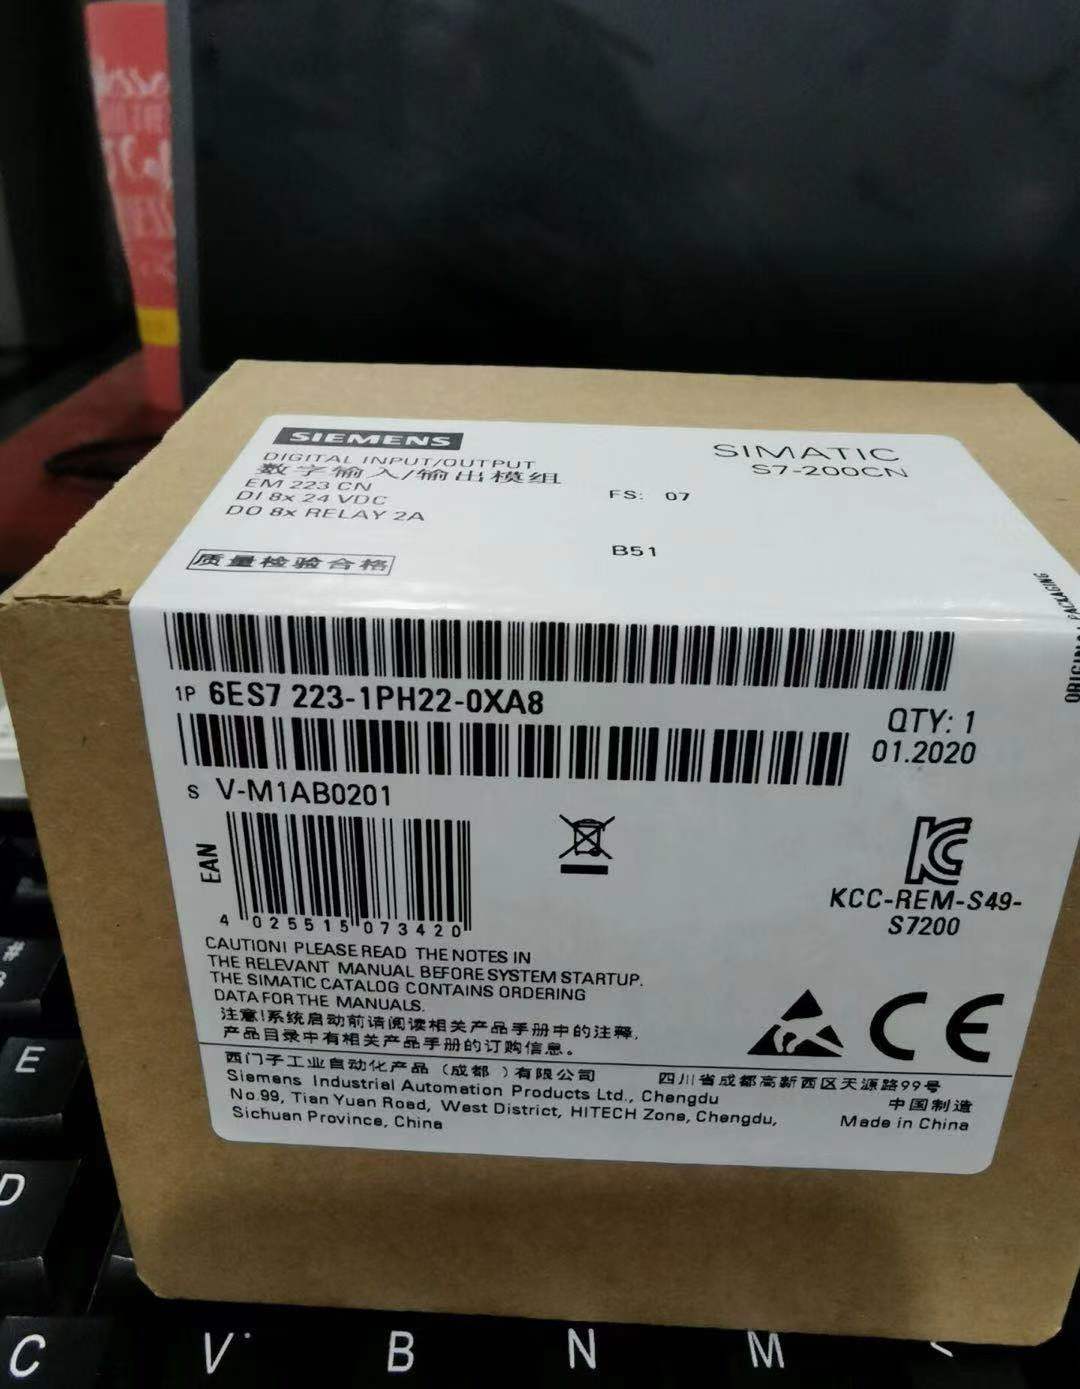 SIEMENS
DIGITAL INPUT/OUTPUT
数字输入/输出模组
EM 223 CN
DI 8x 24 VDC
DO 8x RELAY 2A
质量检验合格
SIMATIC
S7-200CN
FS: 07
B51
1P 6ES7 223-1PH22-0XA8
QTY: 1
01.2020
S V-M1AB0201
EAN
4 025515 073420
KCC-REM-S49-
S7200
CAUTION! PLEASE READ THE NOTES IN
THE RELEVANT MANUAL BEFORE SYSTEM STARTUP.
THE SIMATIC CATALOG CONTAINS ORDERING
DATA FOR THE MANUALS.
注意!系统启动前请阅读相关产品手册中的注释,
产品目录中有相关产品手册的订购信息。
CE
西门子工业自动化产品(成都)有限公司
四川省成都高新西区天源路99号
Siemens Industrial Automation Products Ltd., Chengdu
中国制造
No.99, Tian Yuan Road, West District, HITECH Zone, Chengdu,
Made in China
Sichuan Province, China
PACKAGING
#
E
D
C V B N M <